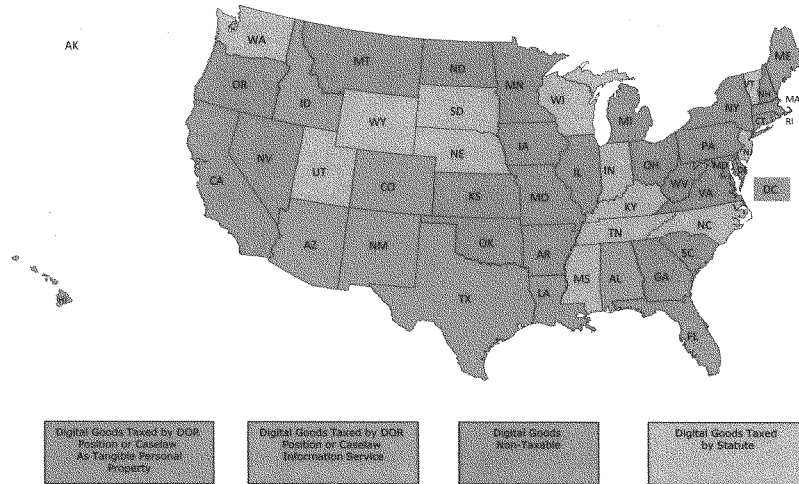 AK
WA
MT
ND
MN
ME
OR
ID
WY
SD
WI
MI
VT
NH
NY
MA
CT
RI
NV
UT
NE
IA
PA
NJ
CA
CO
KS
MO
IL
IN
OH
WV
MD
DE
VA
DC
KY
AZ
NM
OK
AR
TN
NC
SC
TX
LA
MS
AL
GA
HI
FL
Digital Goods Taxed by DOR
Position or Caselaw
As Tangible Personal
Property
Digital Goods Taxed by DOR
Position or Caselaw
Information Service
Digital Goods
Non-Taxable
Digital Goods Taxed
by Statute